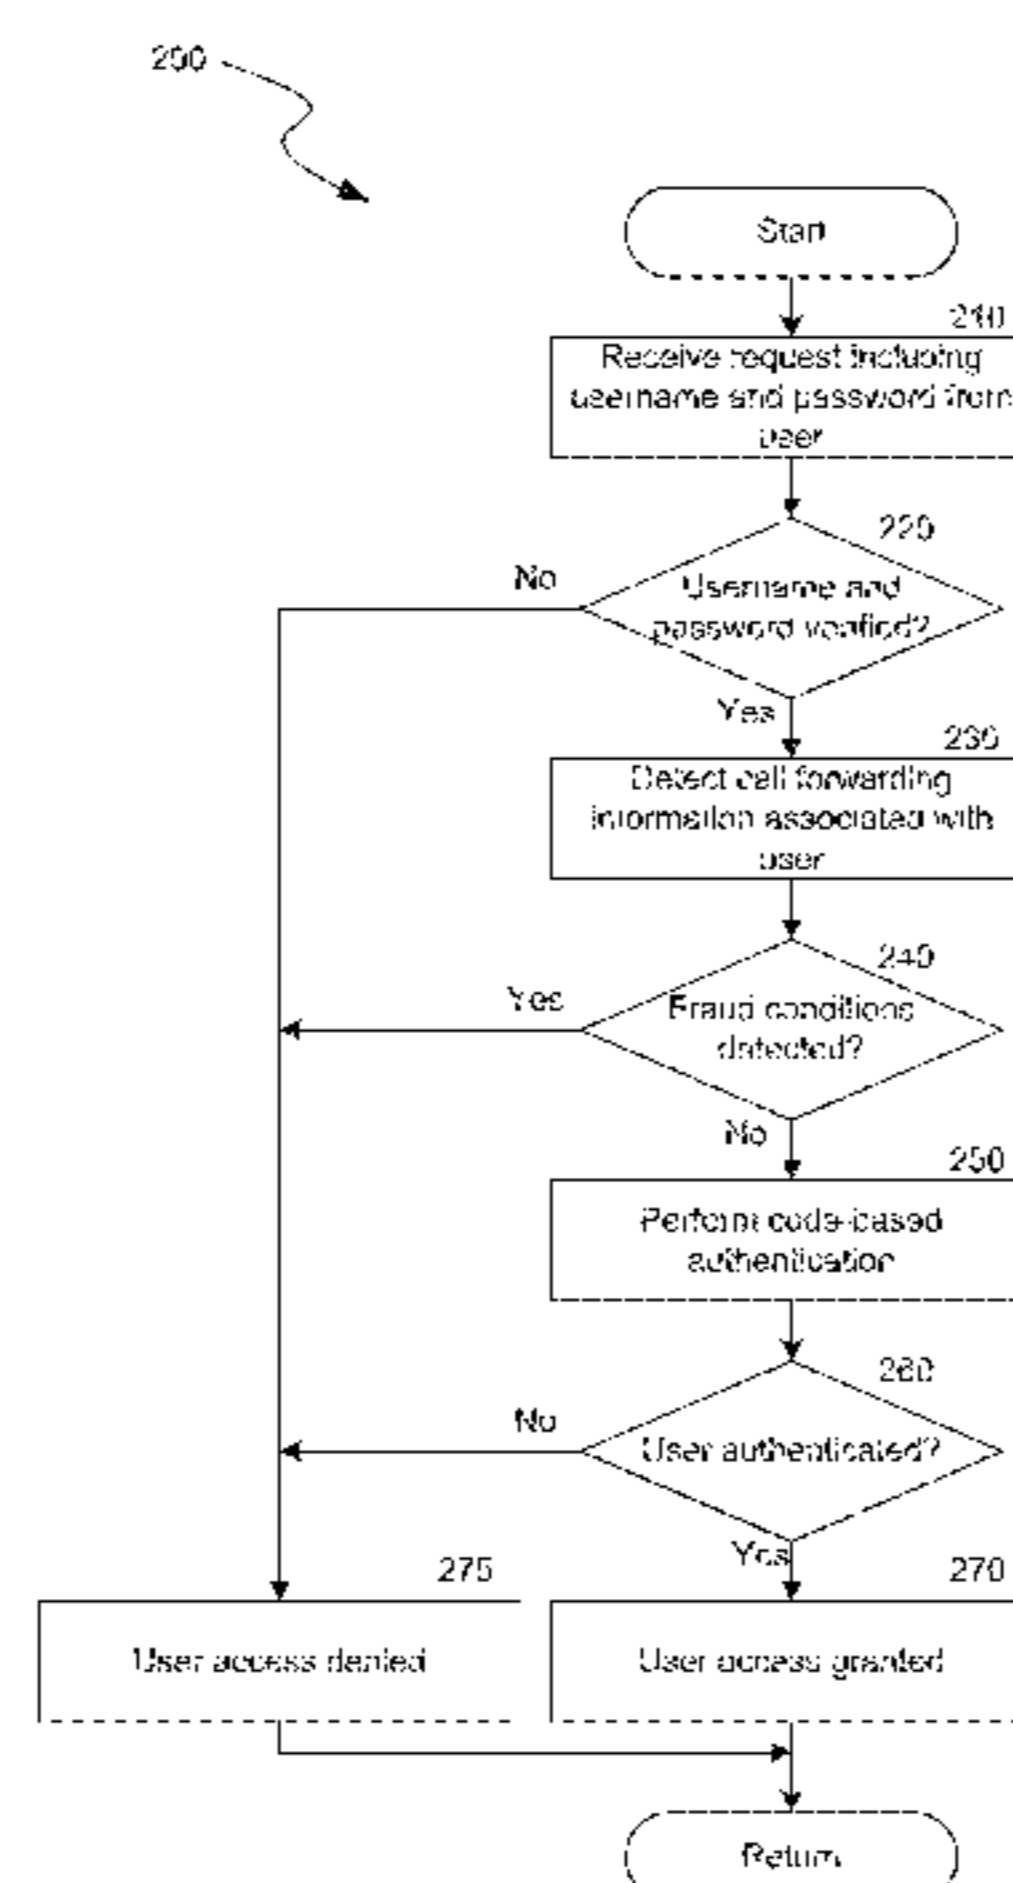 200
Start
210
Receive request including
username and password from
user
220
No
Username and
password verified?
Yes
230
Detect call forwarding
information associated with
user
240
Yes
Fraud conditions
detected?
No
250
Perform code-based
authentication
260
No
User authenticated?
Yes
275
270
User access denied
User access granted
Return